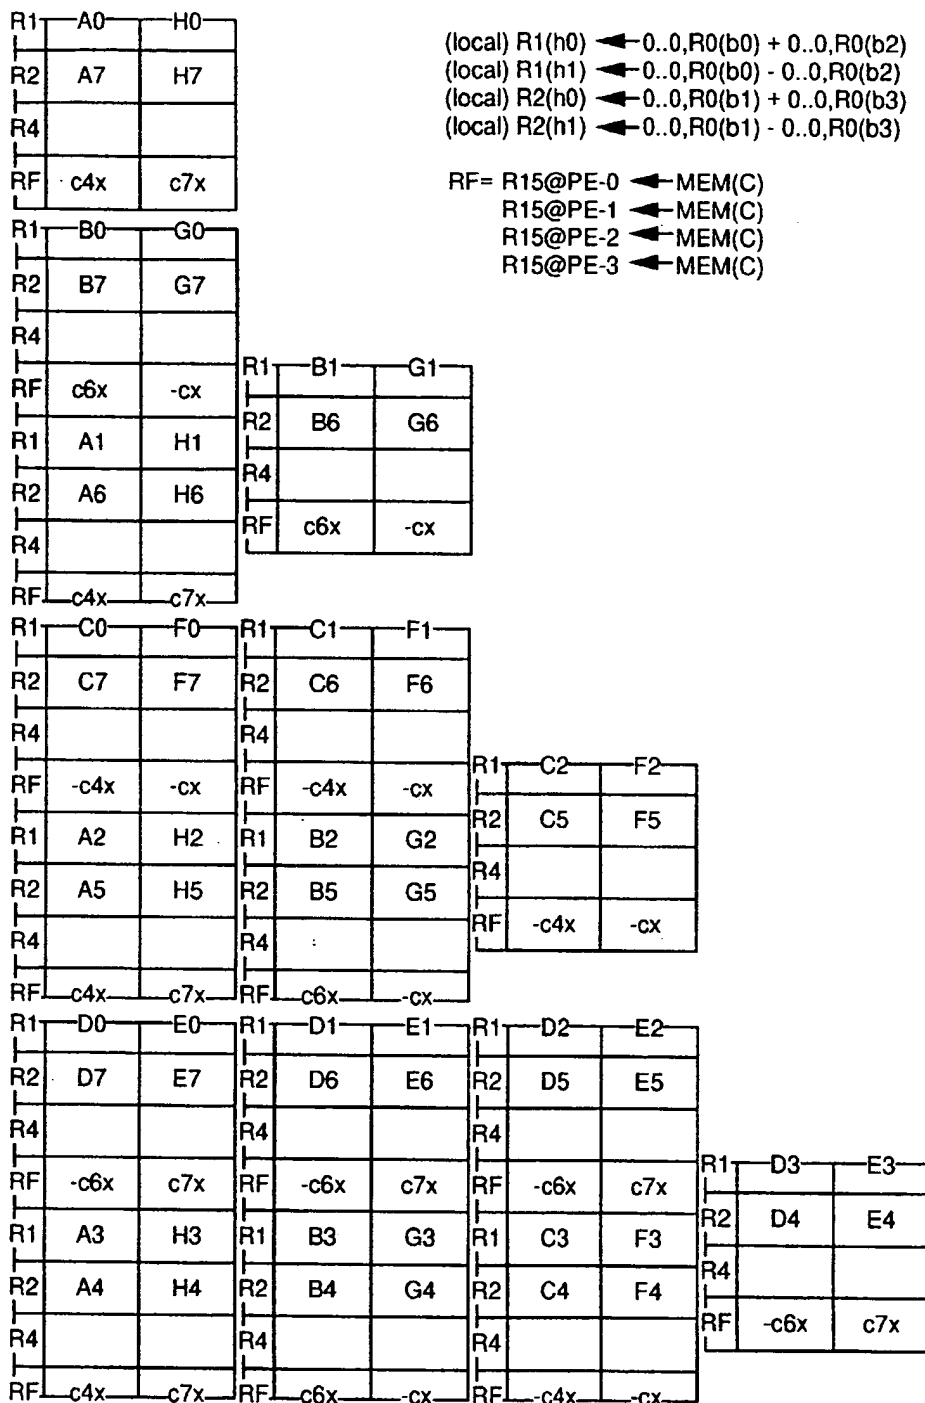 R1 A0 H0
R2 A7 H7
R4
RF c4x c7x
(local) R1(h0) ← 0..0,R0(b0) + 0..0,R0(b2)
(local) R1(h1) ← 0..0,R0(b0) - 0..0,R0(b2)
(local) R2(h0) ← 0..0,R0(b1) + 0..0,R0(b3)
(local) R2(h1) ← 0..0,R0(b1) - 0..0,R0(b3)
RF= R15@PE-0 ← MEM(C)
R15@PE-1 ← MEM(C)
R15@PE-2 ← MEM(C)
R15@PE-3 ← MEM(C)
R1 B0 G0
R2 B7 G7
R4
RF c6x -cx
R1 A1 H1
R2 A6 H6
R4
RF c4x c7x
R1 B1 G1
R2 B6 G6
R4
RF c6x -cx
R1 C0 F0
R2 C7 F7
R4
RF -c4x -cx
R1 A2 H2
R2 A5 H5
R4
RF c4x c7x
R1 C1 F1
R2 C6 F6
R4
RF -c4x -cx
R1 B2 G2
R2 B5 G5
R4
RF c6x -cx
R1 C2 F2
R2 C5 F5
R4
RF -c4x -cx
R1 D0 E0
R2 D7 E7
R4
RF -c6x c7x
R1 A3 H3
R2 A4 H4
R4
RF c4x c7x
R1 D1 E1
R2 D6 E6
R4
RF -c6x c7x
R1 B3 G3
R2 B4 G4
R4
RF c6x -cx
R1 D2 E2
R2 D5 E5
R4
RF -c6x c7x
R1 C3 F3
R2 C4 F4
R4
RF -c4x -cx
R1 D3 E3
R2 D4 E4
R4
RF -c6x c7x